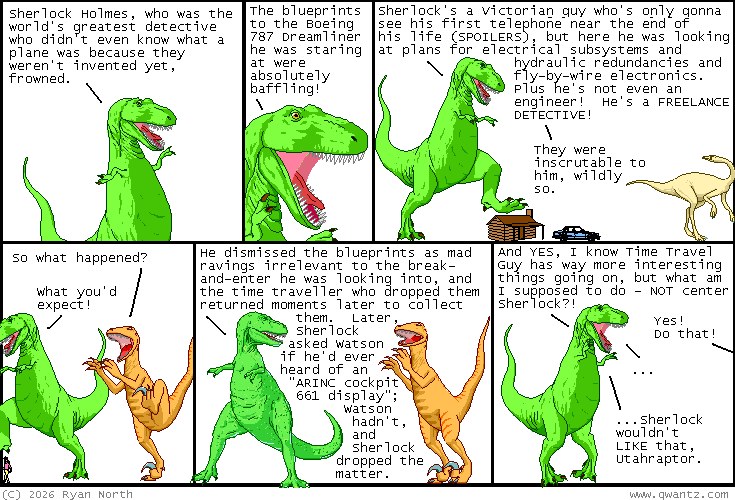 Sherlock Holmes, who was the
world's greatest detective
who didn't even know what a
plane was because they
weren't invented yet,
frowned.
The blueprints
to the Boeing
787 Dreamliner
he was staring
at were
absolutely
baffling!
Sherlock's a Victorian guy who's only gonna
see his first telephone near the end of
his life (SPOILERS), but here he was looking
at plans for electrical subsystems and
hydraulic redundancies and
fly-by-wire electronics.
Plus he's not even an
engineer! He's a FREELANCE
DETECTIVE!
They were
inscrutable to
him, wildly
so.
So what happened?
What you'd
expect!
He dismissed the blueprints as mad
ravings irrelevant to the break-
and-enter he was looking into, and
the time traveller who dropped them
returned moments later to collect
them. Later,
Sherlock
asked Watson
if he'd ever
heard of an
"ARINC cockpit
661 display";
Watson
hadn't,
and
Sherlock
dropped the
matter.
And YES, I know Time Travel
Guy has way more interesting
things going on, but what am
I supposed to do - NOT center
Sherlock?!
Yes!
Do that!
...
...Sherlock
wouldn't
LIKE that,
Utahraptor.
(C) 2026 Ryan North
www.qwantz.com